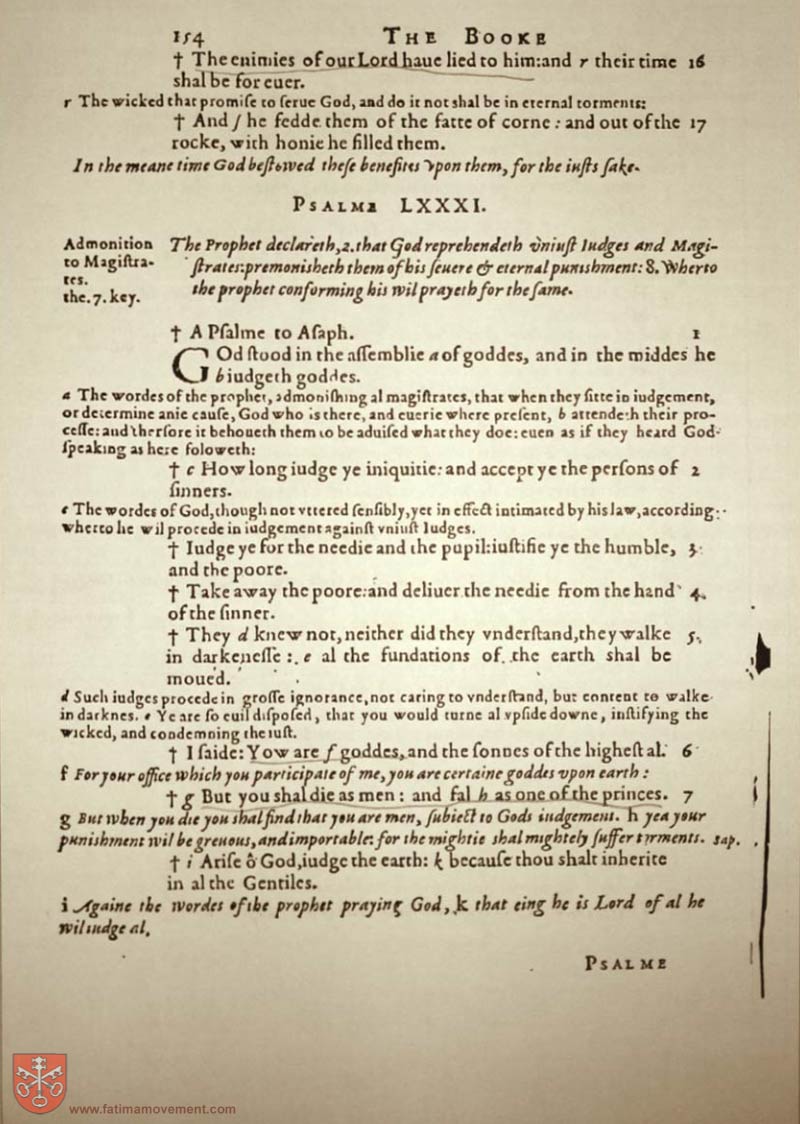 154 THE BOOKE
† The enimies of our Lord haue lied to him: and r their time 16
shal be for euer.
r The wicked that promiſe to ſerue God, and do it not shal be in eternal torments:
† And ſ he fedde them of the fatte of corne: and out of the 17
rocke, with honie he filled them.
In the meane time God beſtowed theſe benefites vpon them, for the iuſts ſake.
PSALME LXXXI.
Admonition
to Magiſtra-
tes.
the. 7. key.
The Prophet declareth, 2. that God reprehendeth vniuſt Iudges and Magi-
ſtrates: premonisheth them of his ſeuere & eternal punishment: 8. Wherto
the prophet conforming his wil prayeth for the ſame.
† A Pſalme to Aſaph. 1
GOd ſtood in the aſſemblie a of goddes, and in the middes he
b iudgeth goddes.
a The wordes of the prophet, admoniſhing al magiſtrates, that when they ſitte in iudgement,
or determine anie cauſe, God who is there, and euerie where preſent, b attendeth their pro-
ceſſe: and therfore it behoueth them to be aduiſed what they doe: euen as if they heard God
ſpeaking as here foloweth:
† c How long iudge ye iniquitie: and accept ye the perſons of 2
ſinners.
c The wordes of God, though not vttered ſenſibly, yet in effect intimated by his law, according
wherto he wil procede in iudgement againſt vniuſt Iudges.
† Iudge ye for the needie and the pupil: iuſtifie ye the humble, 3
and the poore.
† Take away the poore: and deliuer the needie from the hand 4.
of the ſinner.
† They d knew not, neither did they vnderſtand, they walke 5.
in darkeneſſe: e al the fundations of the earth shal be
moued.
d Such iudges procede in groſſe ignorance, not caring to vnderſtand, but content to walke
in darknes. e Ye are ſo euil diſpoſed, that you would turne al vpſide downe, inſtifying the
wicked, and condemning the iuſt.
† I ſaide: Yow are f goddes, and the ſonnes of the higheſt al. 6
f For your office which you participate of me, you are certaine goddes vpon earth:
† g But you shal die as men: and fal h as one of the princes. 7
g But when you die you shal find that you are men, ſubiect to Gods iudgement. h yea your
punishment wil be greuous, and importable: for the mightie shal mightely ſuffer torments. sap.
† i Ariſe ô God, iudge the earth: k becauſe thou shalt inherite
in al the Gentiles.
i Againe the wordes of the prophet praying God, k that eing he is Lord of al he
wil iudge al.
PSALME
www.fatimamovement.com